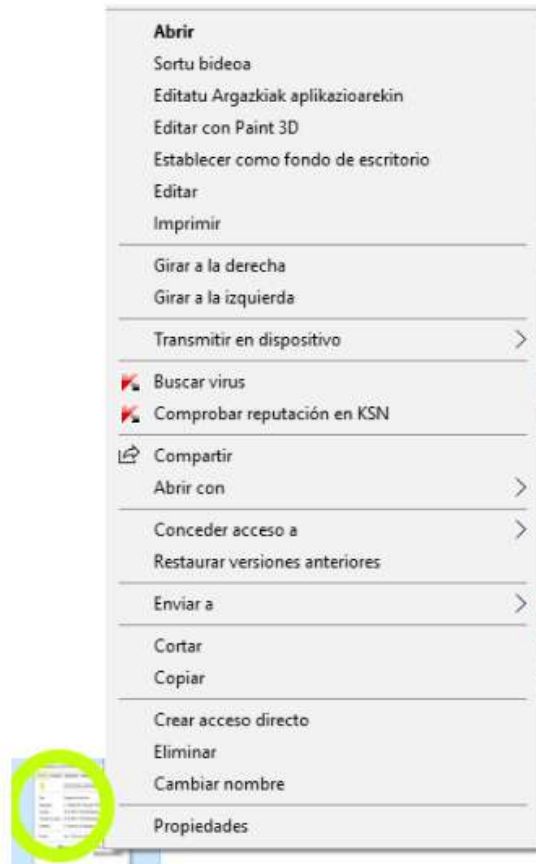 Abrir
Sortu bideoa
Editatu Argazkiak aplikazioarekin
Editar con Paint 3D
Establecer como fondo de escritorio
Editar
Imprimir
Girar a la derecha
Girar a la izquierda
Transmitir en dispositivo
Buscar virus
Comprobar reputación en KSN
Compartir
Abrir con
Conceder acceso a
Restaurar versiones anteriores
Enviar a
Cortar
Copiar
Crear acceso directo
Eliminar
Cambiar nombre
Propiedades